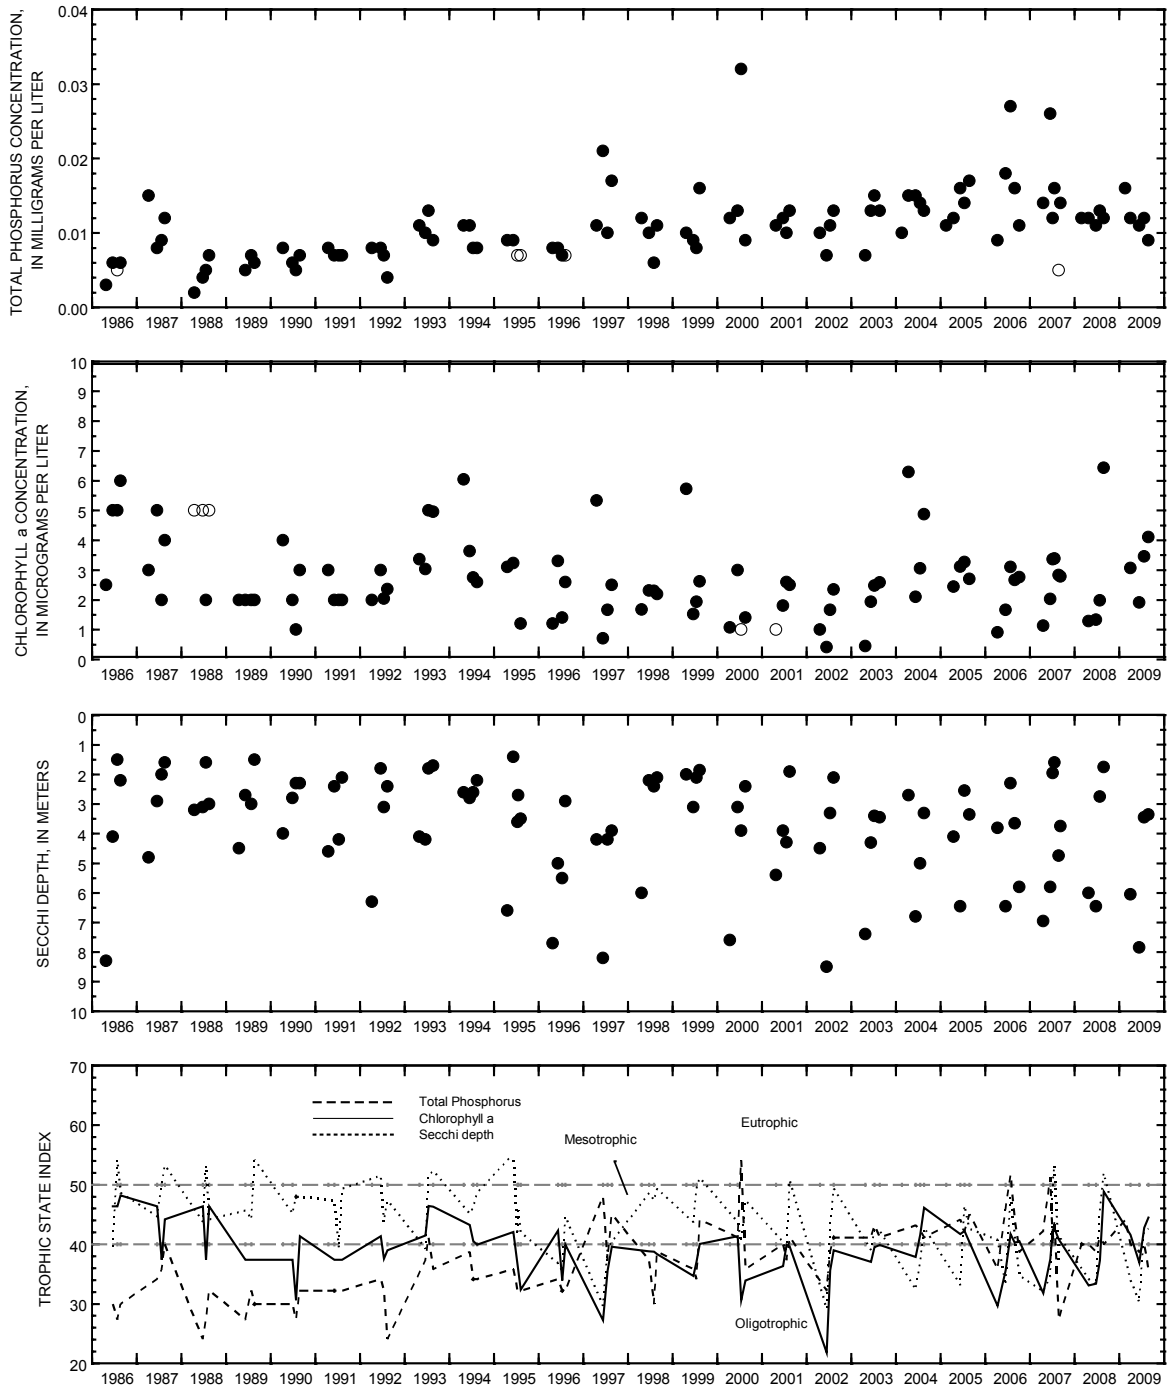 TOTAL PHOSPHORUS CONCENTRATION,
IN MILLIGRAMS PER LITER
0.04
0.03
0.02
0.01
0.00
1986 1987 1988 1989 1990 1991 1992 1993 1994 1995 1996 1997 1998 1999 2000 2001 2002 2003 2004 2005 2006 2007 2008 2009
CHLOROPHYLL a CONCENTRATION,
IN MICROGRAMS PER LITER
10
9
8
7
6
5
4
3
2
1
0
1986 1987 1988 1989 1990 1991 1992 1993 1994 1995 1996 1997 1998 1999 2000 2001 2002 2003 2004 2005 2006 2007 2008 2009
SECCHI DEPTH, IN METERS
0
1
2
3
4
5
6
7
8
9
10
1986 1987 1988 1989 1990 1991 1992 1993 1994 1995 1996 1997 1998 1999 2000 2001 2002 2003 2004 2005 2006 2007 2008 2009
TROPHIC STATE INDEX
70
60
50
40
30
20
Total Phosphorus
Chlorophyll a
Secchi depth
Mesotrophic
Eutrophic
Oligotrophic
1986 1987 1988 1989 1990 1991 1992 1993 1994 1995 1996 1997 1998 1999 2000 2001 2002 2003 2004 2005 2006 2007 2008 2009